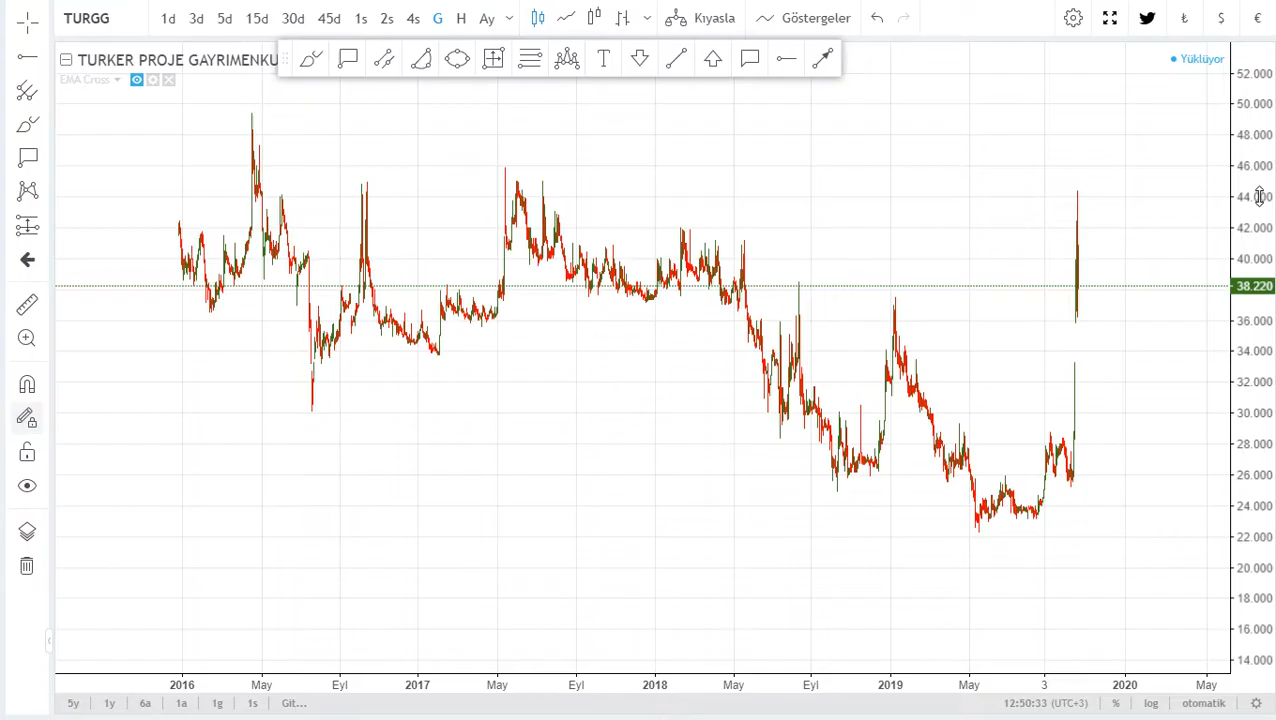 TURGG 1d 3d 5d 15d 30d 45d 1s 2s 4s G H Ay Kıyasla Göstergeler ₺ $ €
TURKER PROJE GAYRIMENKU
T
Yüklüyor
EMA Cross
52.000
50.000
48.000
46.000
44.000
42.000
40.000
38.220
36.000
34.000
32.000
30.000
28.000
26.000
24.000
22.000
20.000
18.000
16.000
14.000
2016 May Eyl 2017 May Eyl 2018 May Eyl 2019 May 3 2020 May
5y 1y 6a 1a 1g 1s Git... 12:50:33 (UTC+3) % log otomatik